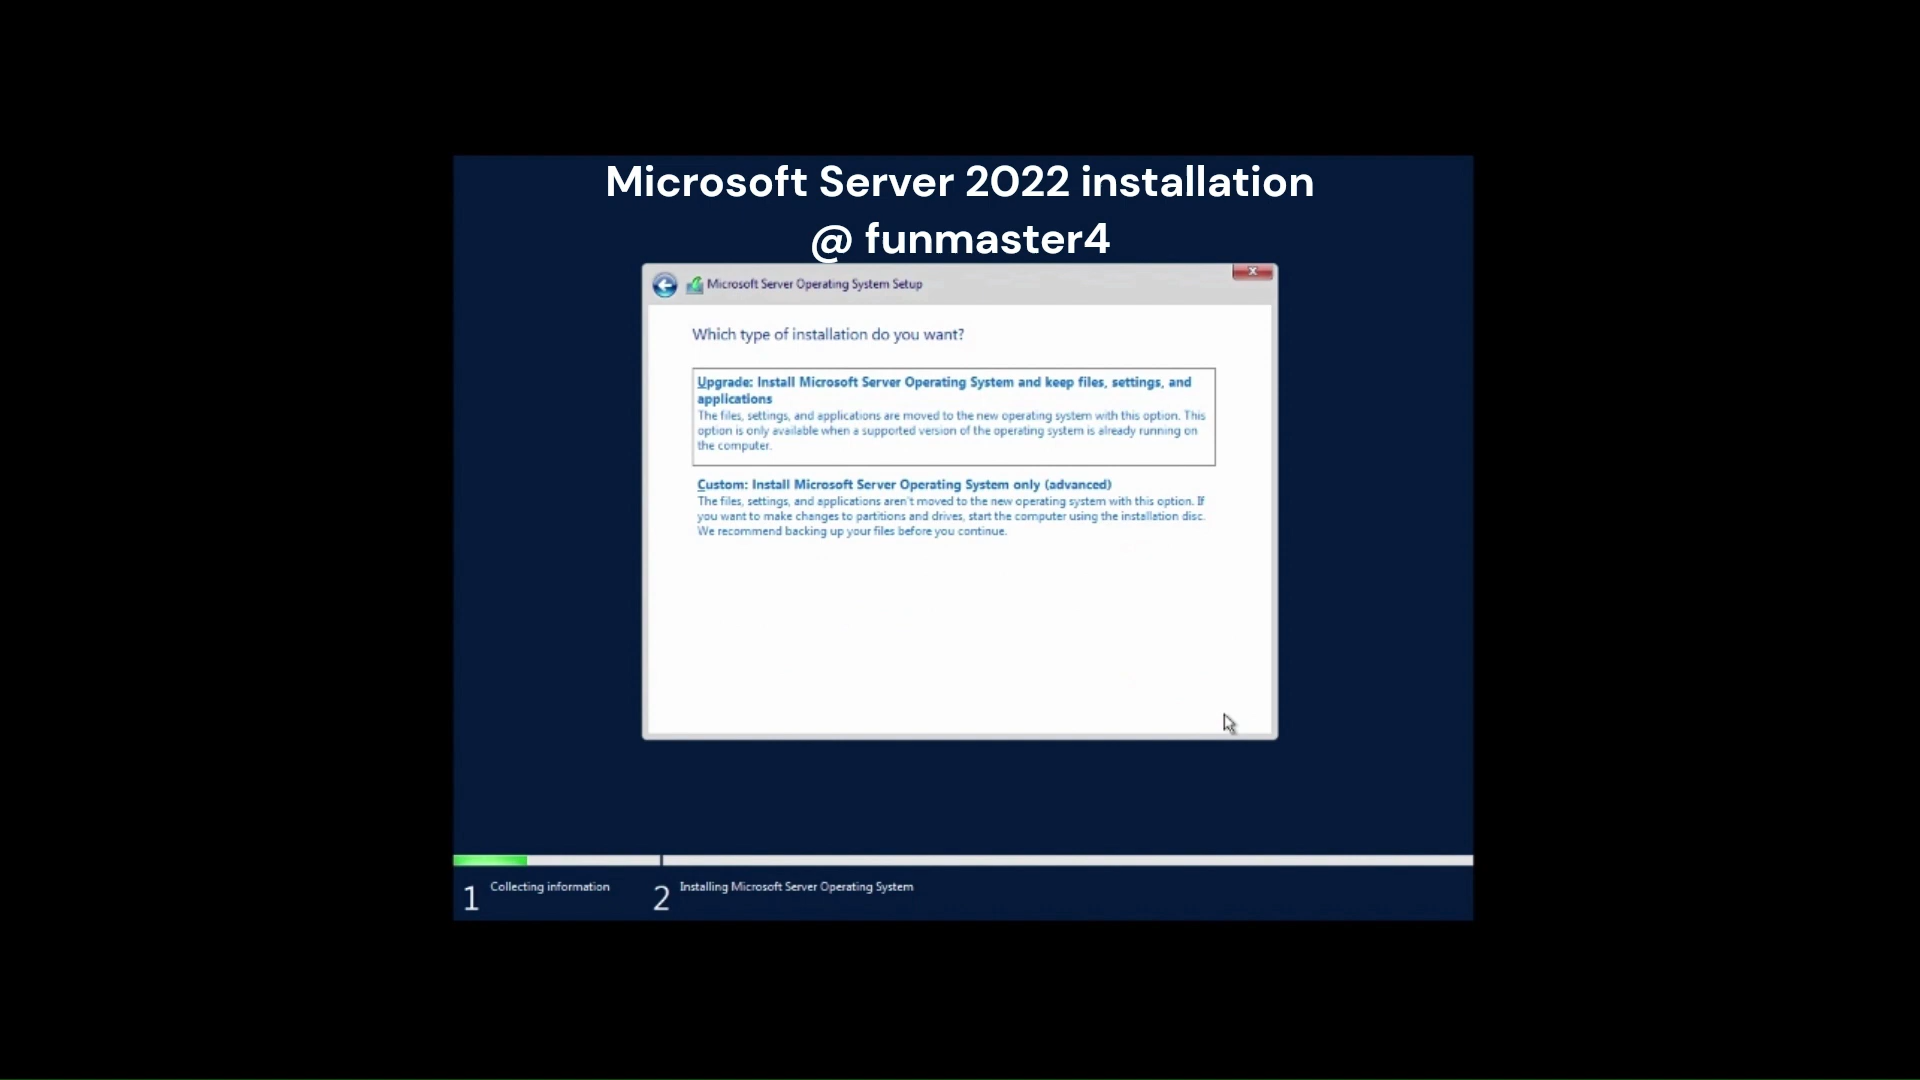 Microsoft Server 2022 installation
@ funmaster4
Microsoft Server Operating System Setup
Which type of installation do you want?
Upgrade: Install Microsoft Server Operating System and keep files, settings, and
applications
The files, settings, and applications are moved to the new operating system with this option. This
option is only available when a supported version of the operating system is already running on
the computer.
Custom: Install Microsoft Server Operating System only (advanced)
The files, settings, and applications aren't moved to the new operating system with this option. If
you want to make changes to partitions and drives, start the computer using the installation disc.
We recommend backing up your files before you continue.
1 Collecting information
2 Installing Microsoft Server Operating System